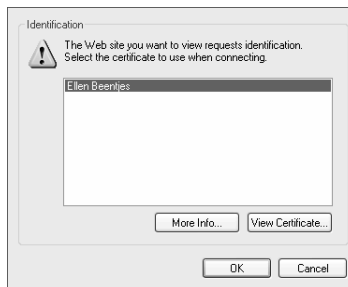 Identification
The Web site you want to view requests identification.
Select the certificate to use when connecting.
Ellen Beentjes
More Info...
View Certificate...
OK
Cancel